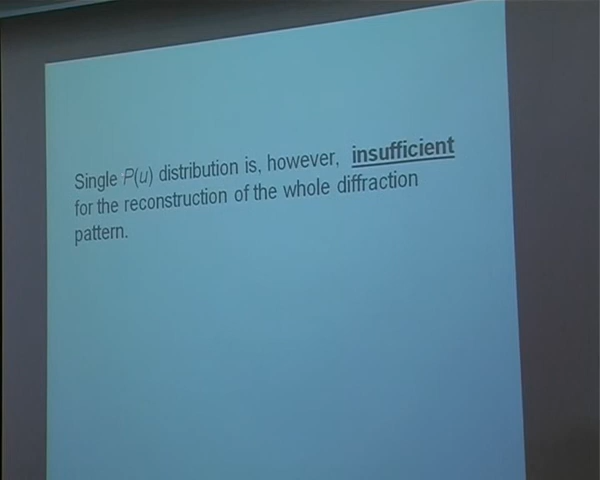 Single P(u) distribution is, however, insufficient
for the reconstruction of the whole diffraction
pattern.